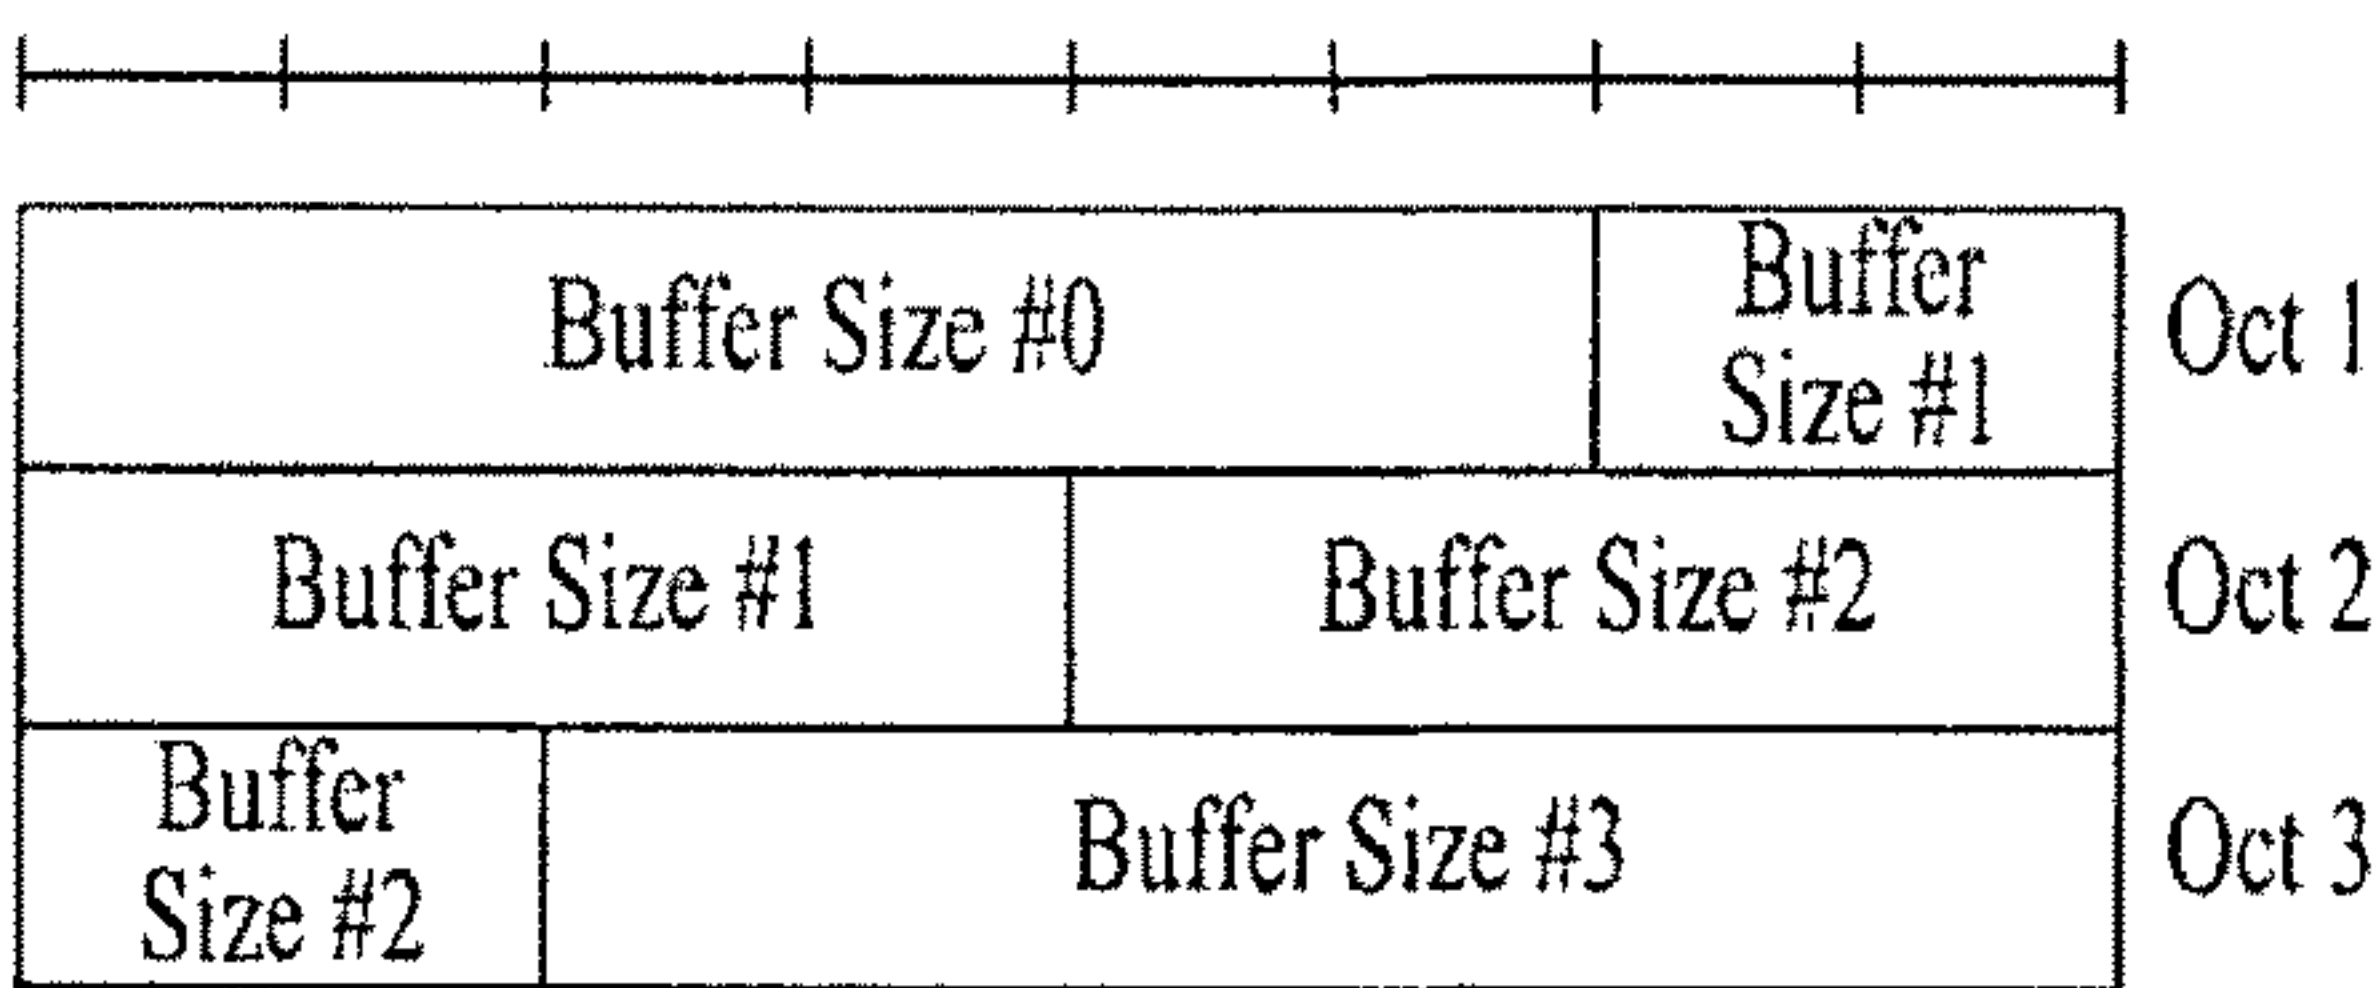 Buffer Size #0
Buffer
Size #1
Oct 1
Buffer Size #1
Buffer Size #2
Oct 2
Buffer
Size #2
Buffer Size #3
Oct 3